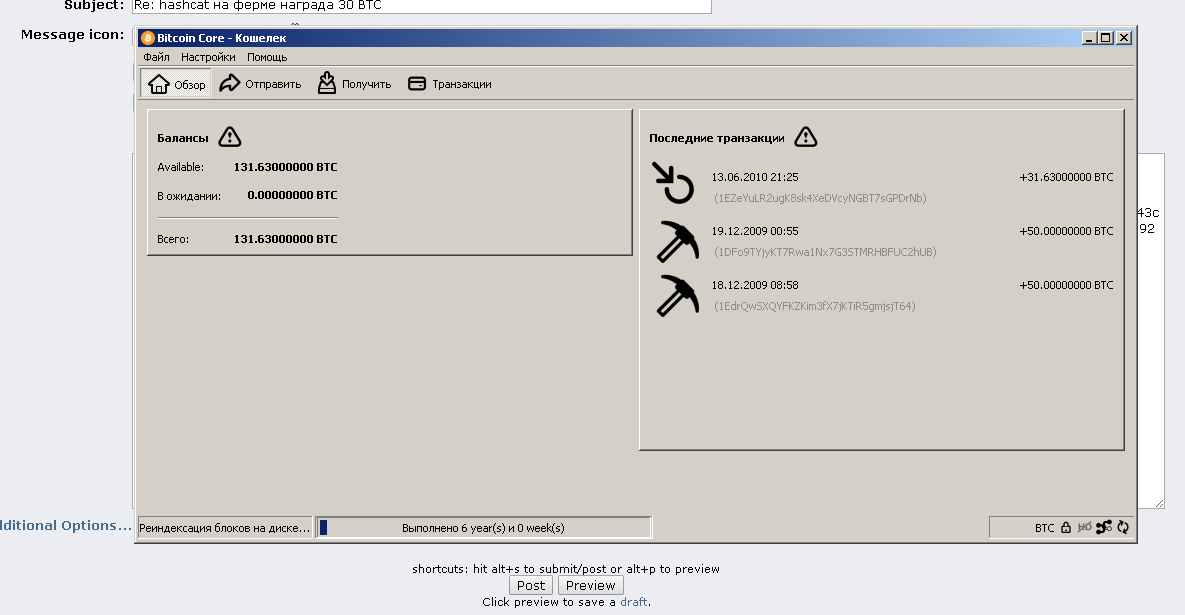 Subject: Re: hashcat на ферме награда 30 BTC
Message icon:
Bitcoin Core - Кошелек
Файл Настройки Помощь
Обзор Отправить Получить Транзакции
Балансы
Available: 131.63000000 BTC
В ожидании: 0.00000000 BTC
Всего: 131.63000000 BTC
Последние транзакции
13.06.2010 21:25 +31.63000000 BTC
(1EZeYuLR2ugK8sk4XeDVcyNGBT7sGPDrNb)
19.12.2009 00:55 +50.00000000 BTC
(1DFo9TYjyKT7Rwa1Nx7G3STMRHBFUC2hUB)
18.12.2009 08:58 +50.00000000 BTC
(1EdrQwSXQYFKZKim3fX7jKTiR5gmjsjT64)
43c
92
dditional Options...
Реиндексация блоков на диске... Выполнено 6 year(s) и 0 week(s) BTC HD
shortcuts: hit alt+s to submit/post or alt+p to preview
Post Preview
Click preview to save a draft.